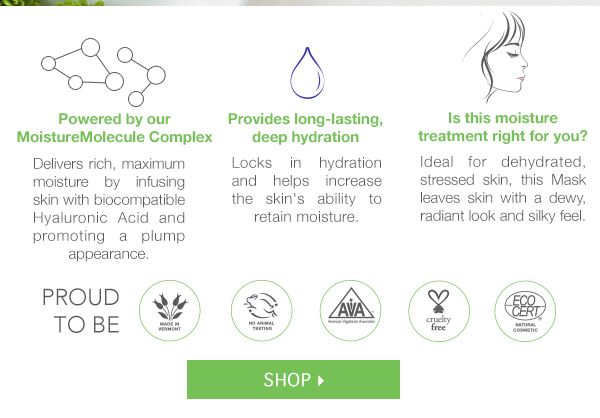 Powered by our
MoistureMolecule Complex
Delivers rich, maximum
moisture by infusing
skin with biocompatible
Hyaluronic Acid and
promoting a plump
appearance.
Provides long-lasting,
deep hydration
Locks in hydration
and helps increase
the skin's ability to
retain moisture.
Is this moisture
treatment right for you?
Ideal for dehydrated,
stressed skin, this Mask
leaves skin with a dewy,
radiant look and silky feel.
PROUD
TO BE
MADE IN
VERMONT
NO ANIMAL
TESTING
AVA
American Vegetarian Association
cruelty
free
ECO
CERT®
NATURAL
COSMETIC
SHOP